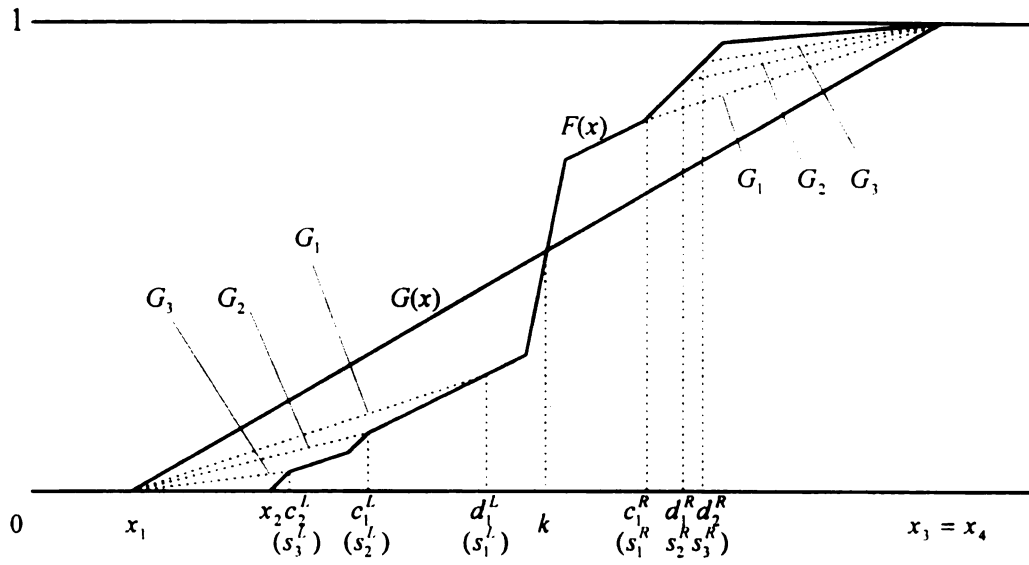 1
F(x)
G₁ G₂ G₃
G₁
G₃ G₂ G(x)
0 x₁ x₂ c₂ᴸ c₁ᴸ d₁ᴸ k c₁ᴿ d₁ᴿ d₂ᴿ x₃ = x₄
(s₃ᴸ) (s₂ᴸ) (s₁ᴸ) (s₁ᴿ s₂ᴿ s₃ᴿ)